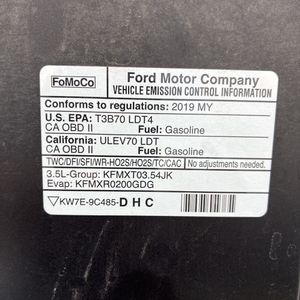 FoMoCo
Ford Motor Company
VEHICLE EMISSION CONTROL INFORMATION
Conforms to regulations: 2019 MY
U.S. EPA: T3B70 LDT4
CA OBD II Fuel: Gasoline
California: ULEV70 LDT
CA OBD II Fuel: Gasoline
TWC/DFI/SFI/WR-HO2S/HO2S/TC/CAC No adjustments needed.
3.5L-Group: KFMXT03.54JK
Evap: KFMXR0200GDG
KW7E-9C485-DHC